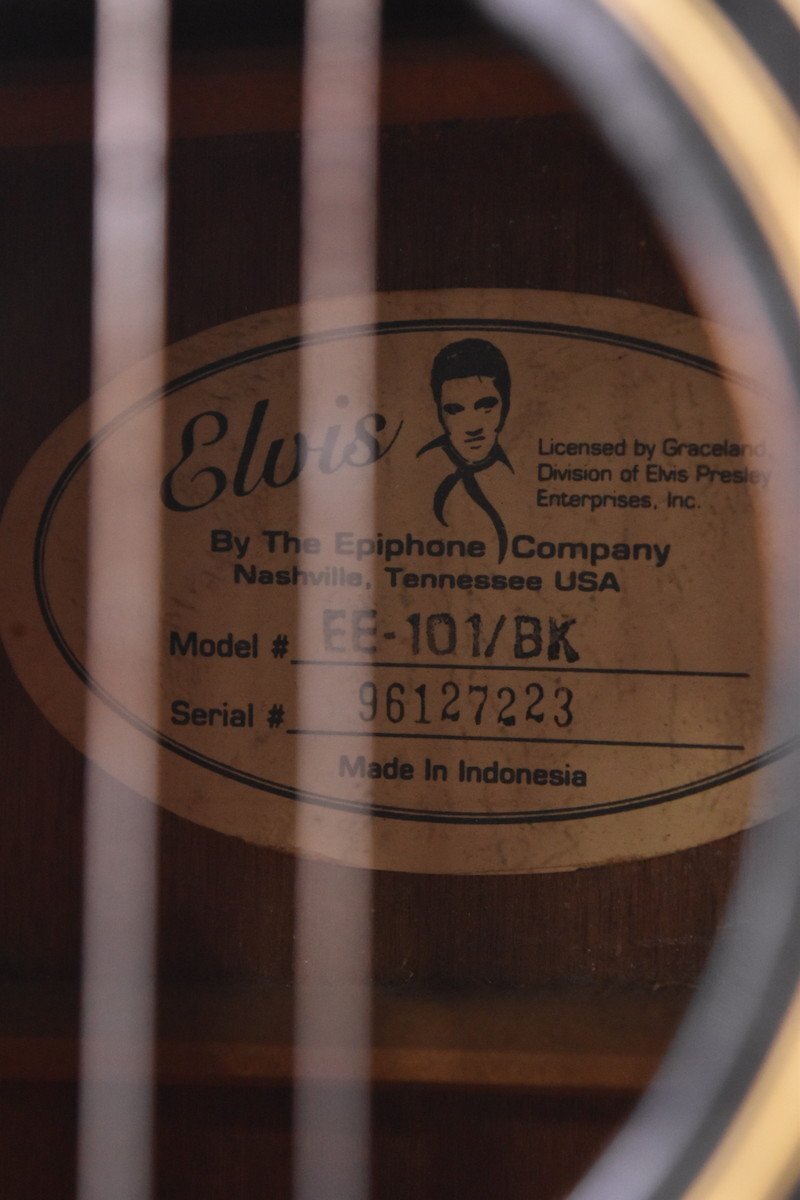 Elvis
Licensed by Graceland,
Division of Elvis Presley
Enterprises, Inc.
By The Epiphone Company
Nashville, Tennessee USA
Model # EE-101/BK
Serial # 96127223
Made In Indonesia